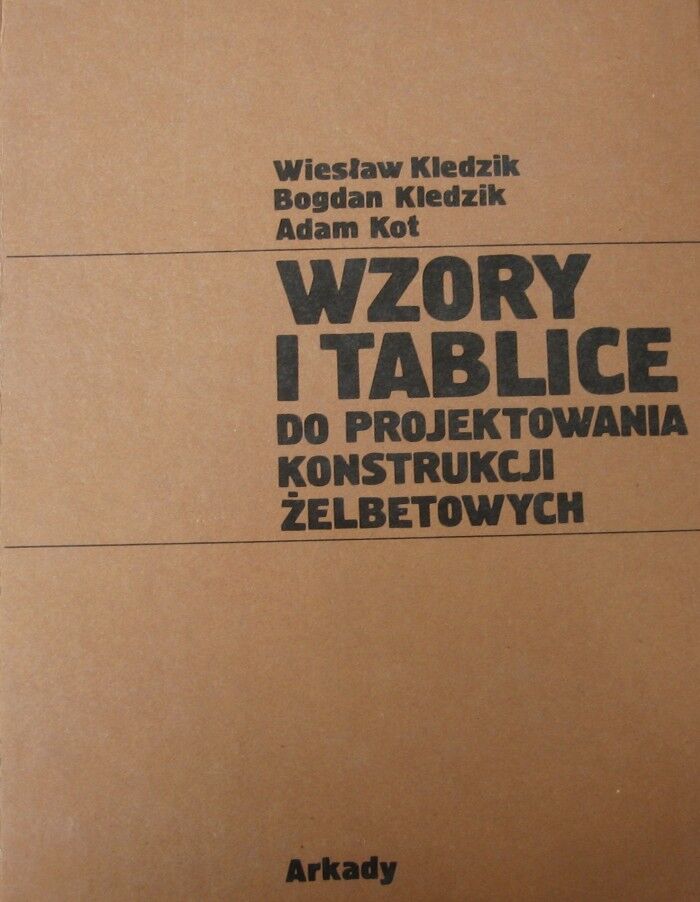 Wiesław Kledzik
Bogdan Kledzik
Adam Kot
WZORY
I TABLICE
DO PROJEKTOWANIA
KONSTRUKCJI
ŻELBETOWYCH
Arkady